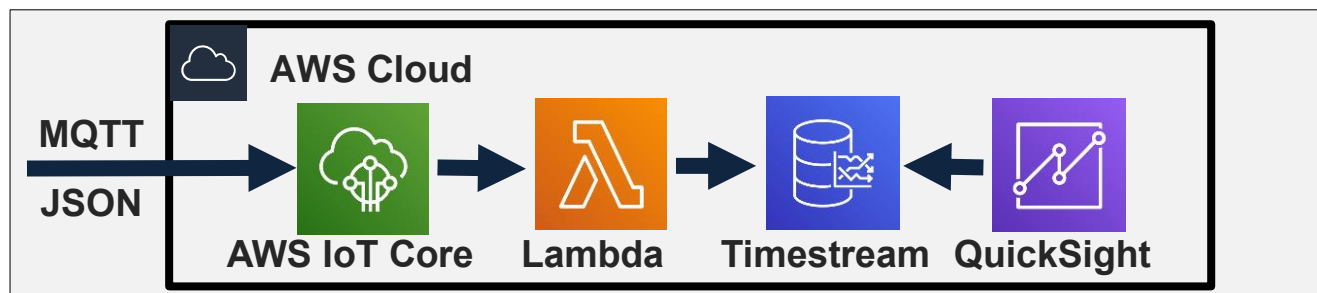 AWS Cloud
MQTT
JSON
AWS IoT Core
Lambda
Timestream
QuickSight